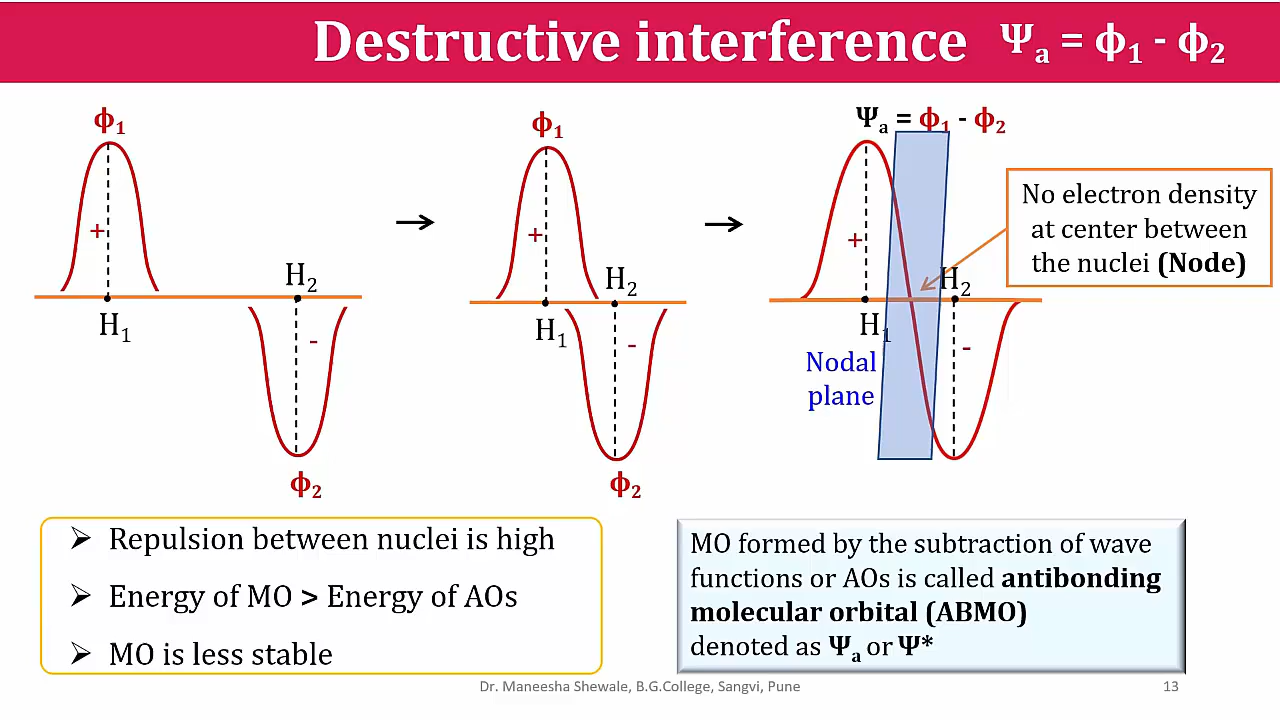 Destructive interference Ψₐ = ϕ₁ - ϕ₂
ϕ₁
+
H₂
H₁
-
ϕ₂
→
ϕ₁
+
H₂
H₁
-
ϕ₂
→
Ψₐ = ϕ₁ - ϕ₂
+
H₂
H₁
-
Nodal
plane
No electron density
at center between
the nuclei (Node)
➢ Repulsion between nuclei is high
➢ Energy of MO > Energy of AOs
➢ MO is less stable
MO formed by the subtraction of wave
functions or AOs is called antibonding
molecular orbital (ABMO)
denoted as Ψₐ or Ψ*
Dr. Maneesha Shewale, B.G.College, Sangvi, Pune
13